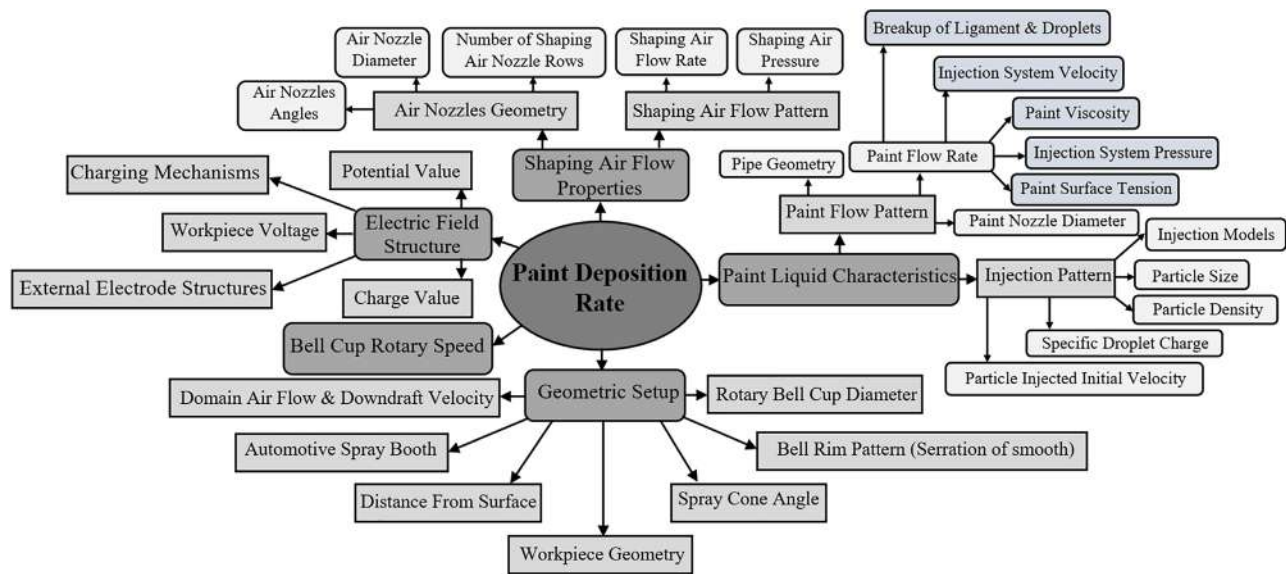 Breakup of Ligament & Droplets
Air Nozzle
Diameter
Number of Shaping
Air Nozzle Rows
Shaping Air
Flow Rate
Shaping Air
Pressure
Injection System Velocity
Air Nozzles
Angles
Air Nozzles Geometry
Shaping Air Flow Pattern
Paint Viscosity
Charging Mechanisms
Potential Value
Shaping Air Flow
Properties
Pipe Geometry
Paint Flow Rate
Injection System Pressure
Paint Surface Tension
Workpiece Voltage
Electric Field
Structure
Paint Flow Pattern
Paint Nozzle Diameter
Injection Models
External Electrode Structures
Charge Value
Paint Deposition
Rate
Paint Liquid Characteristics
Injection Pattern
Particle Size
Particle Density
Bell Cup Rotary Speed
Specific Droplet Charge
Particle Injected Initial Velocity
Domain Air Flow & Downdraft Velocity
Geometric Setup
Rotary Bell Cup Diameter
Automotive Spray Booth
Bell Rim Pattern (Serration of smooth)
Distance From Surface
Spray Cone Angle
Workpiece Geometry